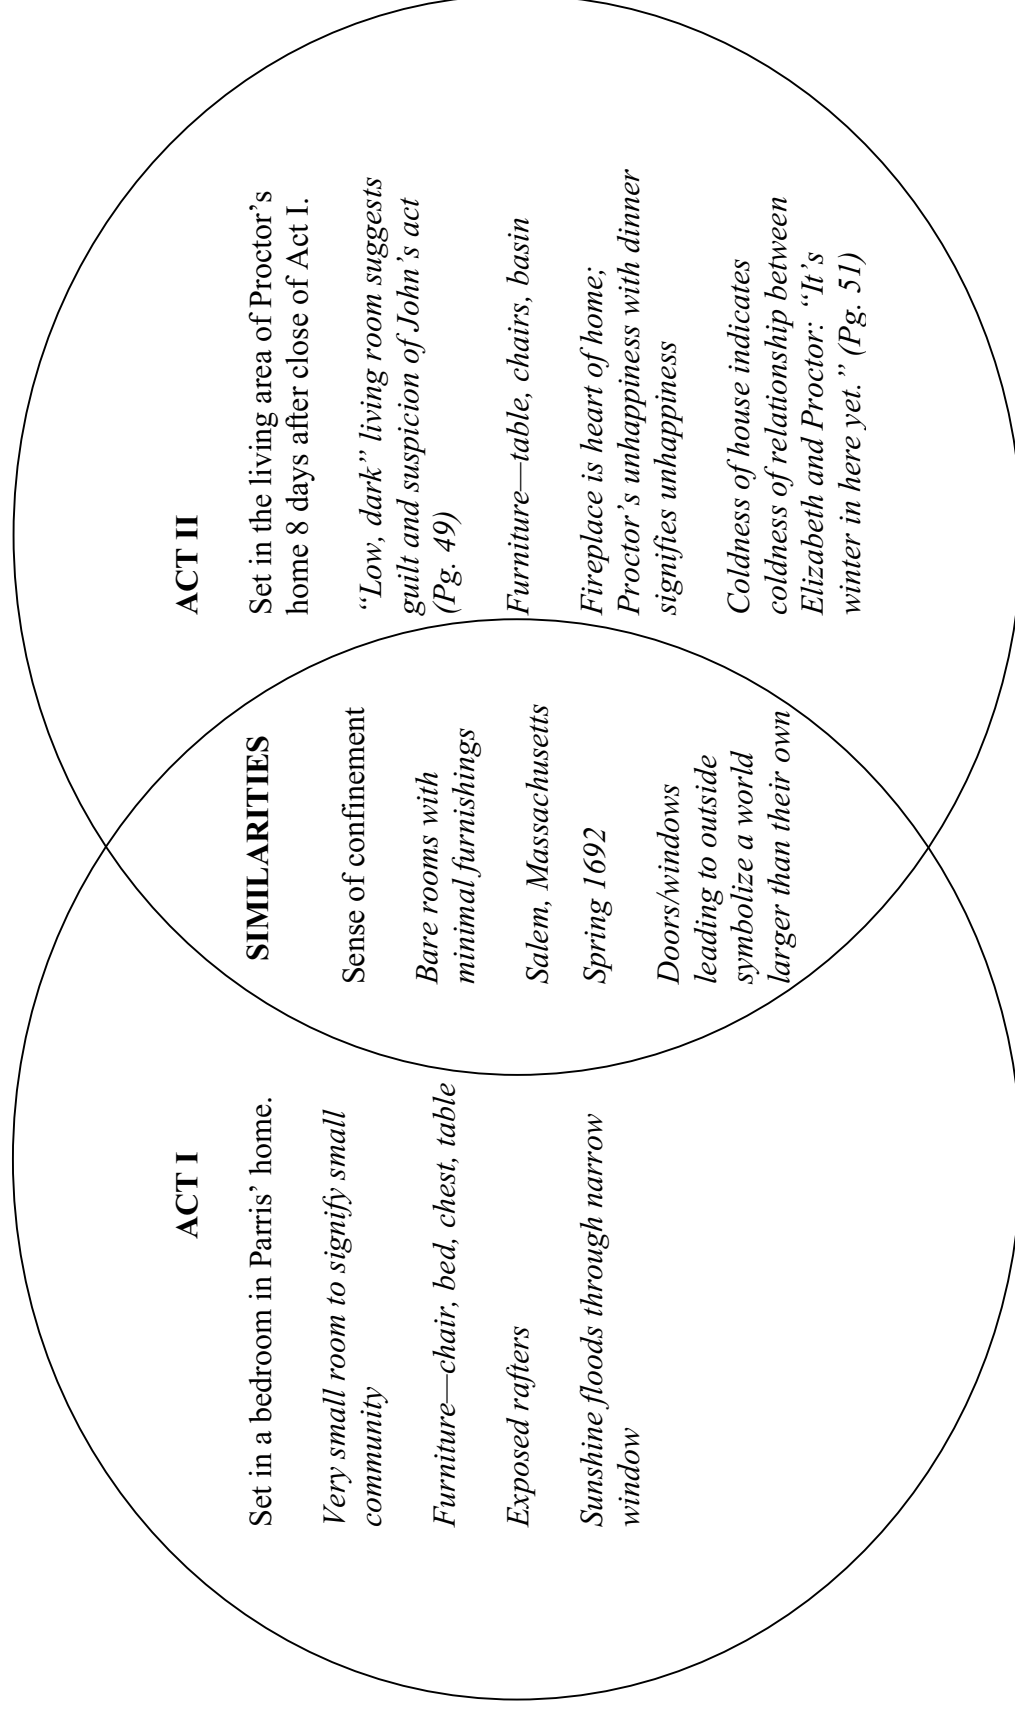 ACT I
Set in a bedroom in Parris’ home.
Very small room to signify small
community
Furniture—chair, bed, chest, table
Exposed rafters
Sunshine floods through narrow
window
SIMILARITIES
Sense of confinement
Bare rooms with
minimal furnishings
Salem, Massachusetts
Spring 1692
Doors/windows
leading to outside
symbolize a world
larger than their own
ACT II
Set in the living area of Proctor’s
home 8 days after close of Act I.
“Low, dark” living room suggests
guilt and suspicion of John’s act
(Pg. 49)
Furniture—table, chairs, basin
Fireplace is heart of home;
Proctor’s unhappiness with dinner
signifies unhappiness
Coldness of house indicates
coldness of relationship between
Elizabeth and Proctor: “It’s
winter in here yet.” (Pg. 51)